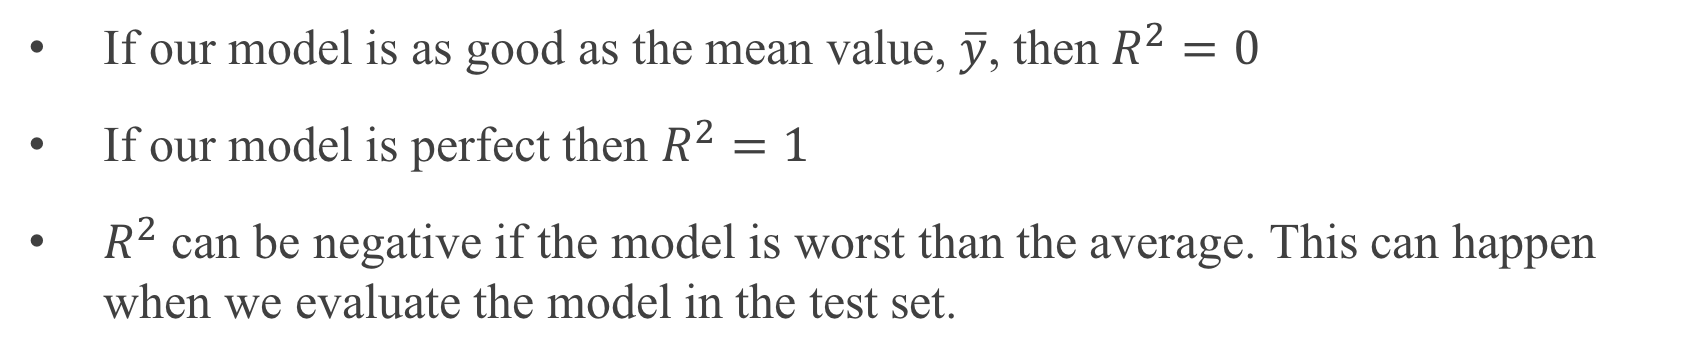 • If our model is as good as the mean value, ȳ, then R² = 0
• If our model is perfect then R² = 1
• R² can be negative if the model is worst than the average. This can happen
when we evaluate the model in the test set.